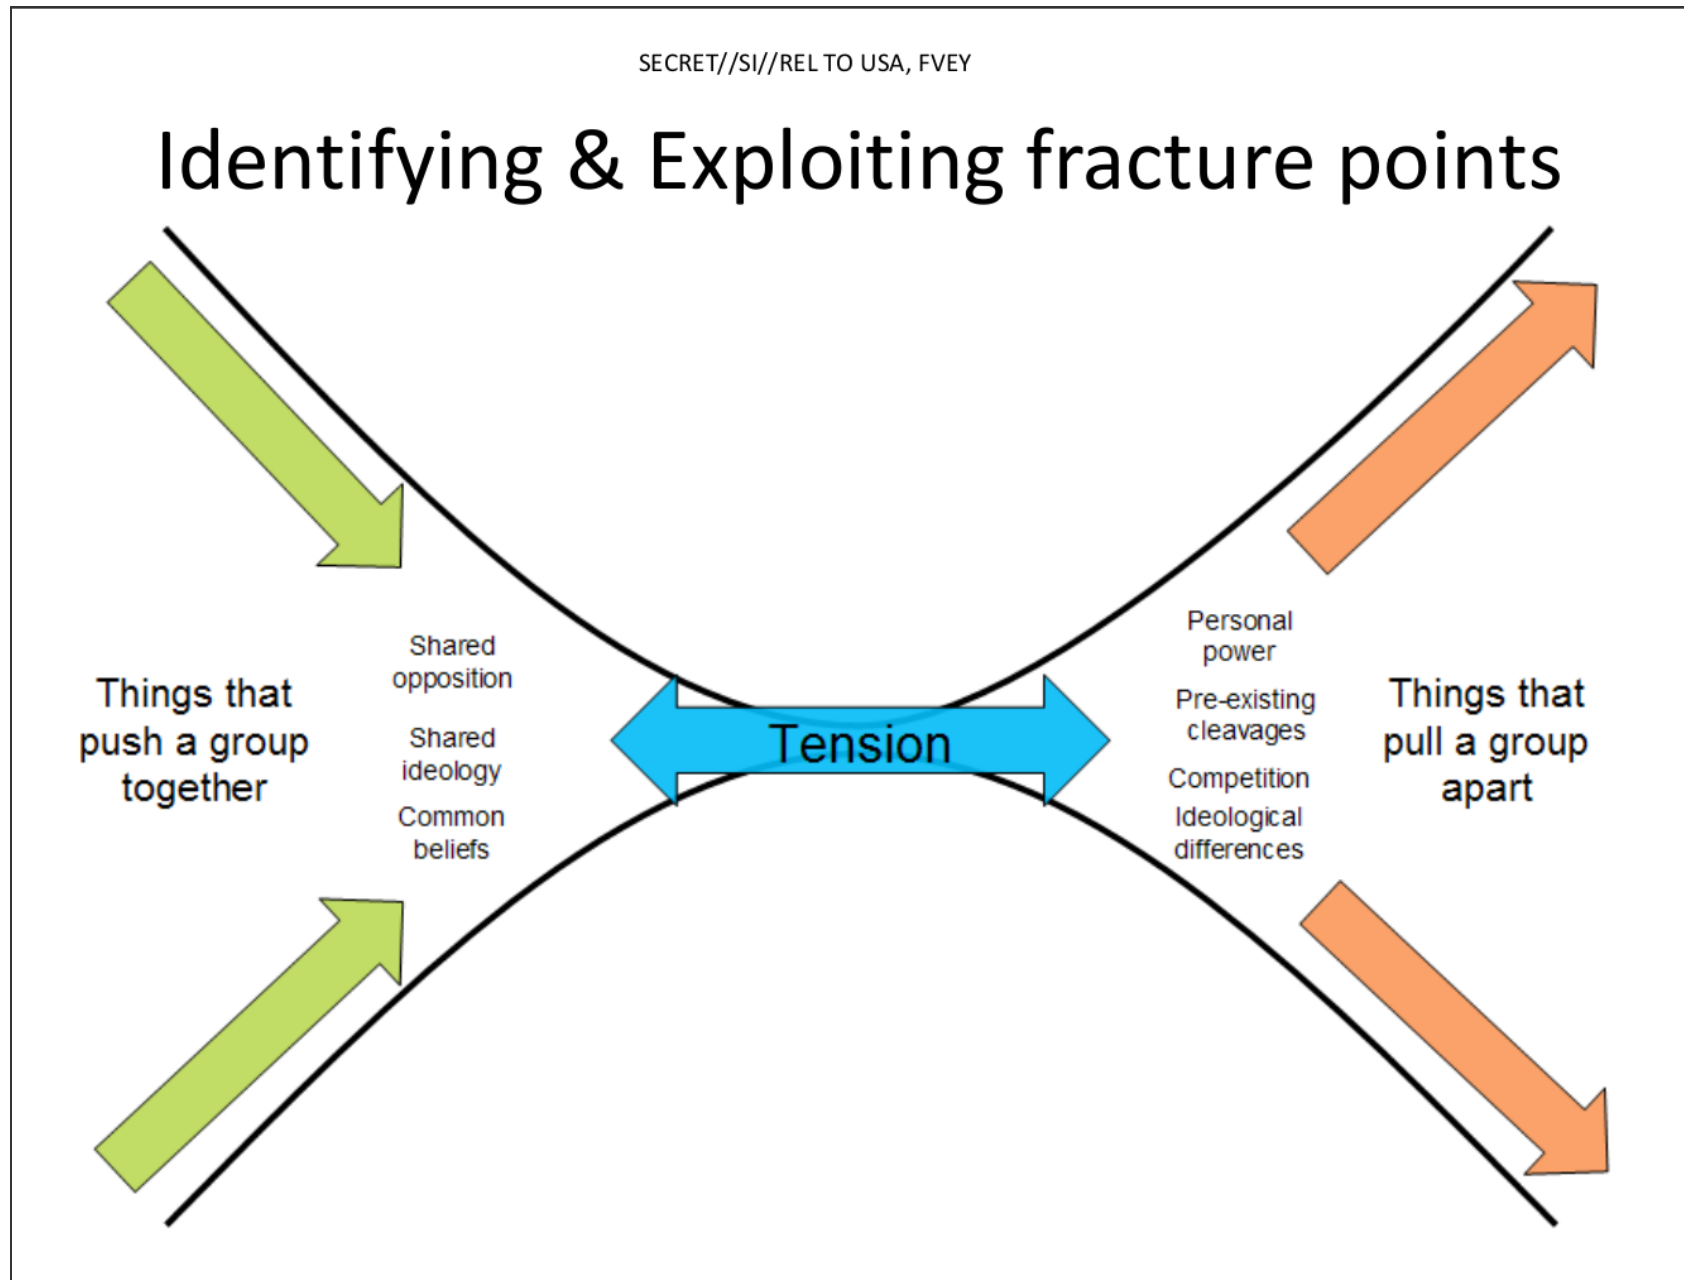 SECRET//SI//REL TO USA, FVEY
Identifying & Exploiting fracture points
Things that
push a group
together
Shared
opposition
Shared
ideology
Common
beliefs
Tension
Personal
power
Pre-existing
cleavages
Competition
Ideological
differences
Things that
pull a group
apart